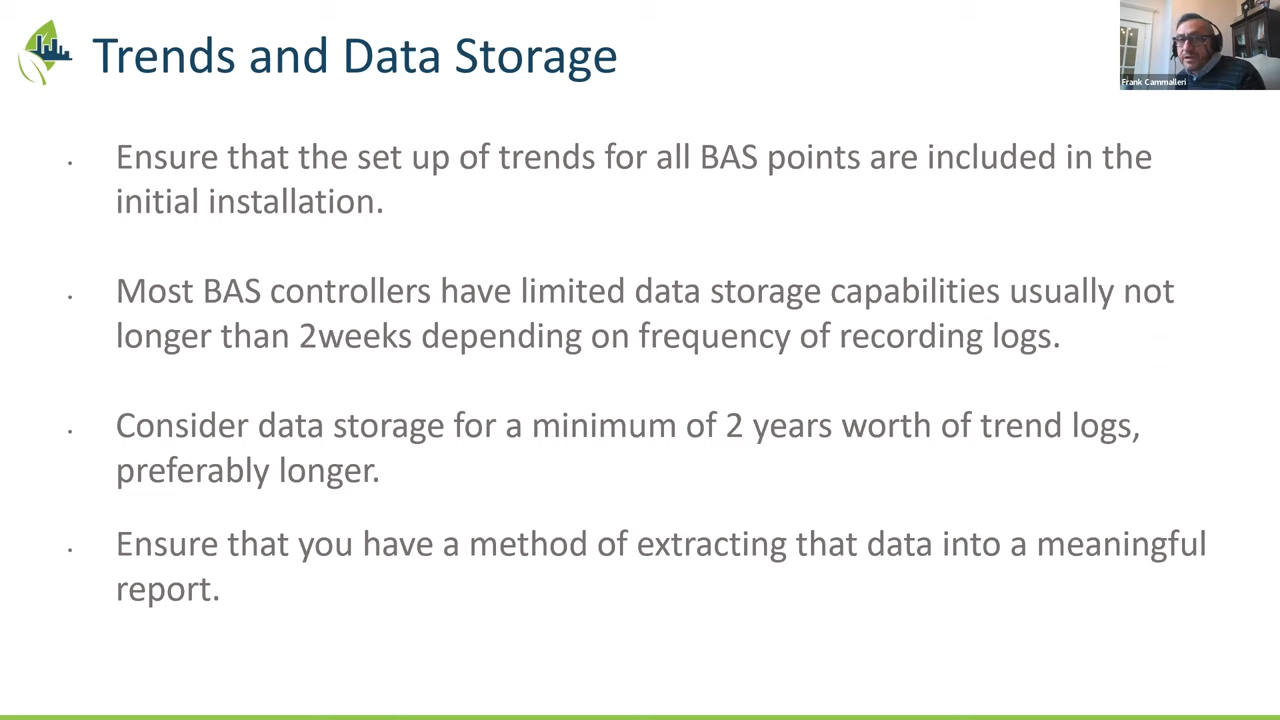 Trends and Data Storage
Frank Cammalleri
· Ensure that the set up of trends for all BAS points are included in the
initial installation.
· Most BAS controllers have limited data storage capabilities usually not
longer than 2weeks depending on frequency of recording logs.
· Consider data storage for a minimum of 2 years worth of trend logs,
preferably longer.
· Ensure that you have a method of extracting that data into a meaningful
report.